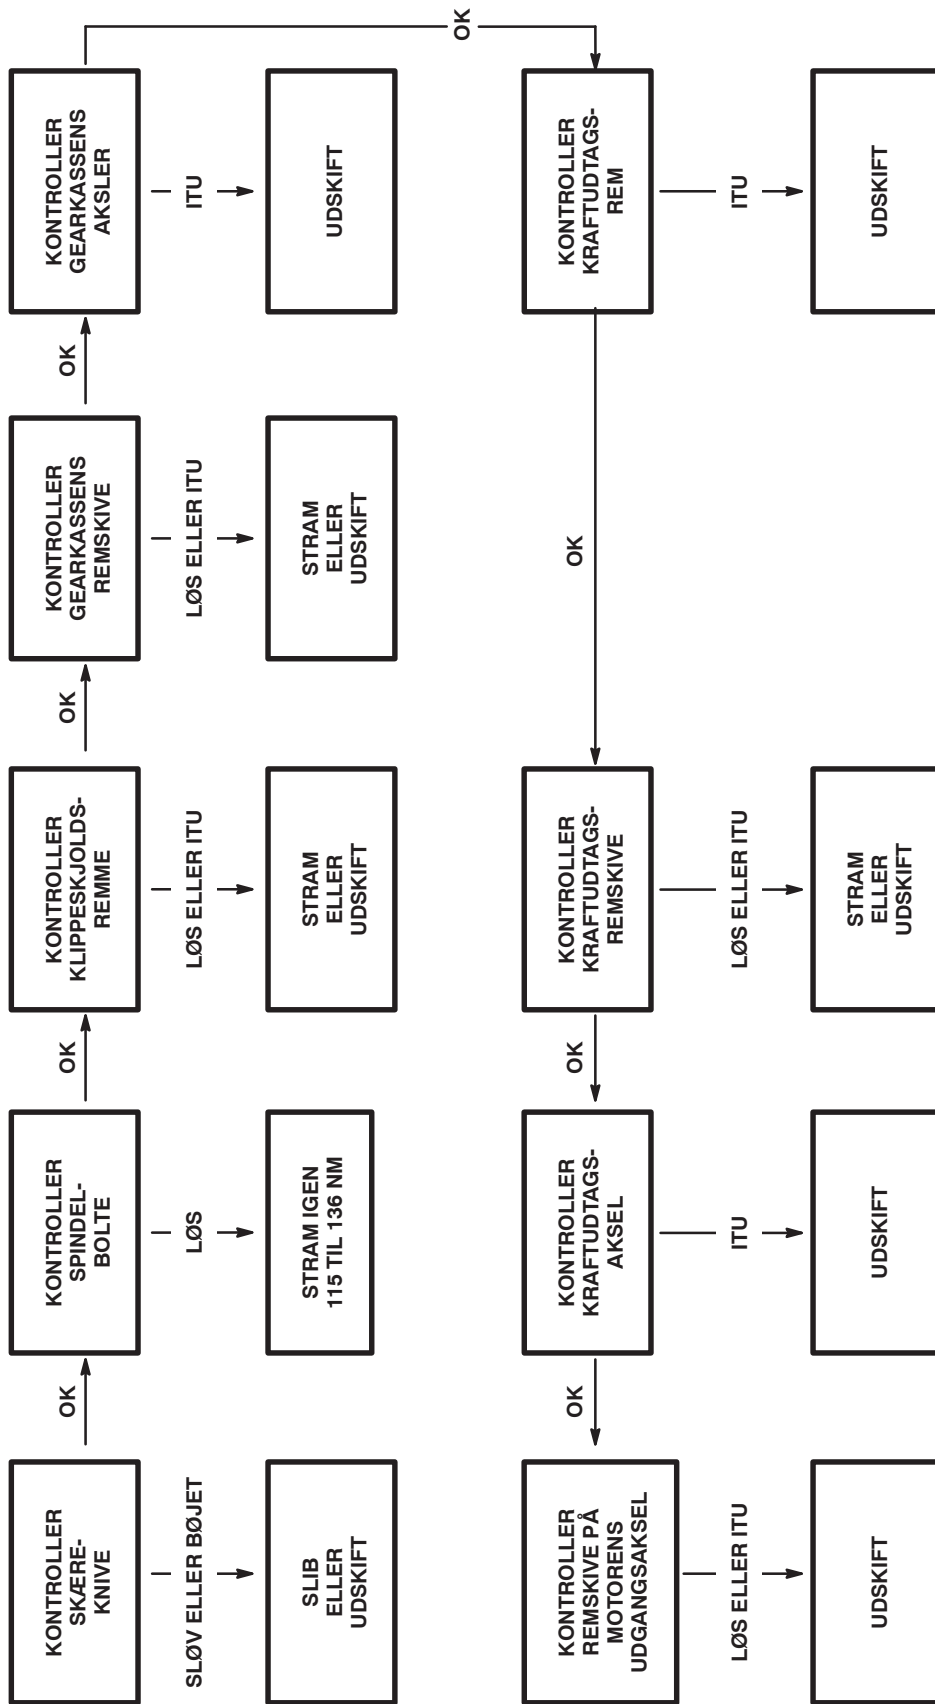 KONTROLLER
SKÆRE-
KNIVE
OK
KONTROLLER
SPINDEL-
BOLTE
OK
KONTROLLER
KLIPPESKJOLDS-
REMME
OK
KONTROLLER
GEARKASSENS
REMSKIVE
OK
KONTROLLER
GEARKASSENS
AKSLER
SLØV ELLER BØJET
LØS
LØS ELLER ITU
LØS ELLER ITU
ITU
SLIB
ELLER
UDSKIFT
STRAM IGEN
115 TIL 136 NM
STRAM
ELLER
UDSKIFT
STRAM
ELLER
UDSKIFT
UDSKIFT
OK
KONTROLLER
REMSKIVE PÅ
MOTORENS
UDGANGSAKSEL
OK
KONTROLLER
KRAFTUDTAGS-
AKSEL
OK
KONTROLLER
KRAFTUDTAGS-
REMSKIVE
OK
KONTROLLER
KRAFTUDTAGS-
REM
LØS ELLER ITU
ITU
LØS ELLER ITU
ITU
UDSKIFT
UDSKIFT
STRAM
ELLER
UDSKIFT
UDSKIFT